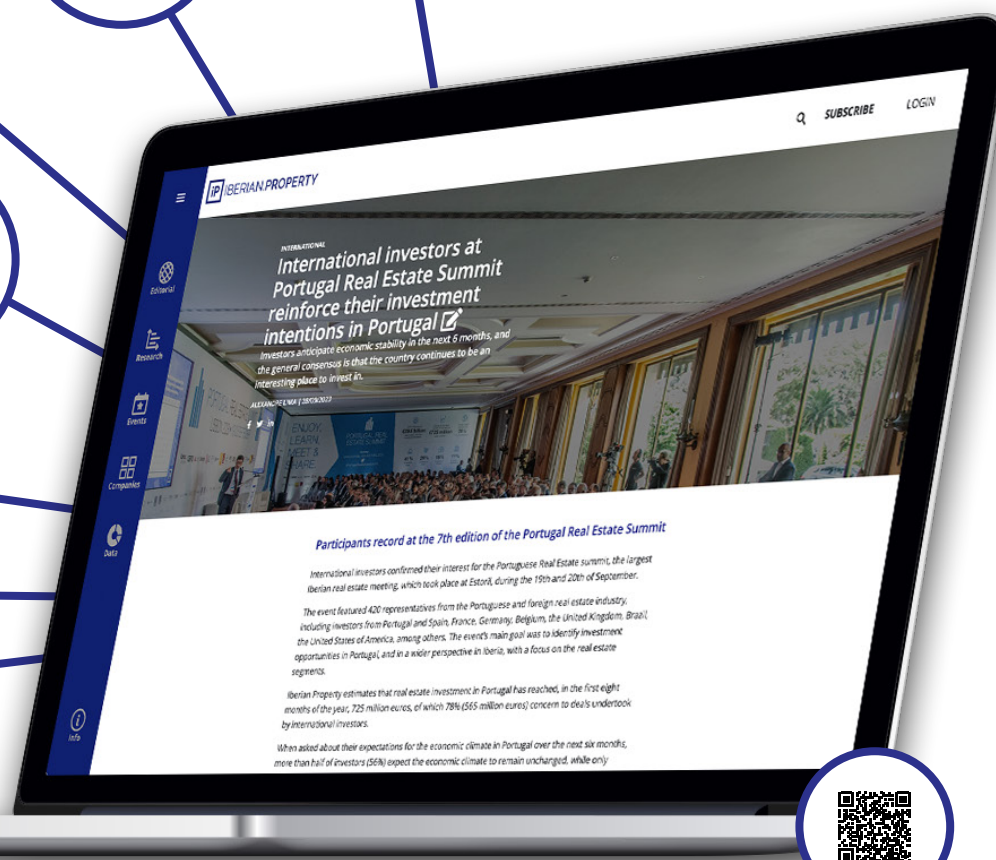 SUBSCRIBE
LOGIN
iP IBERIAN.PROPERTY
Editorial
Research
Events
Companies
Data
Info
INTERNATIONAL
International investors at
Portugal Real Estate Summit
reinforce their investment
intentions in Portugal
Investors anticipate economic stability in the next 6 months, and
the general consensus is that the country continues to be an
interesting place to invest in.
ENJOY,
LEARN,
MEET &
SHARE
PORTUGAL REAL
ESTATE SUMMIT
Participants record at the 7th edition of the Portugal Real Estate Summit
International investors confirmed their interest for the Portuguese Real Estate summit, the largest
Iberian real estate meeting, which took place at Estoril, during the 19th and 20th of September.
The event featured 420 representatives from the Portuguese and foreign real estate industry,
including investors from Portugal and Spain, France, Germany, Belgium, the United Kingdom, Brazil,
the United States of America, among others. The event's main goal was to identify investment
opportunities in Portugal, and in a wider perspective in Iberia, with a focus on the real estate
segments.
Iberian Property estimates that real estate investment in Portugal has reached, in the first eight
months of the year, 725 million euros, of which 78% (565 million euros) concern to deals undertook
by international investors.
When asked about their expectations for the economic climate in Portugal over the next six months,
more than half of investors (56%) expect the economic climate to remain unchanged, while only